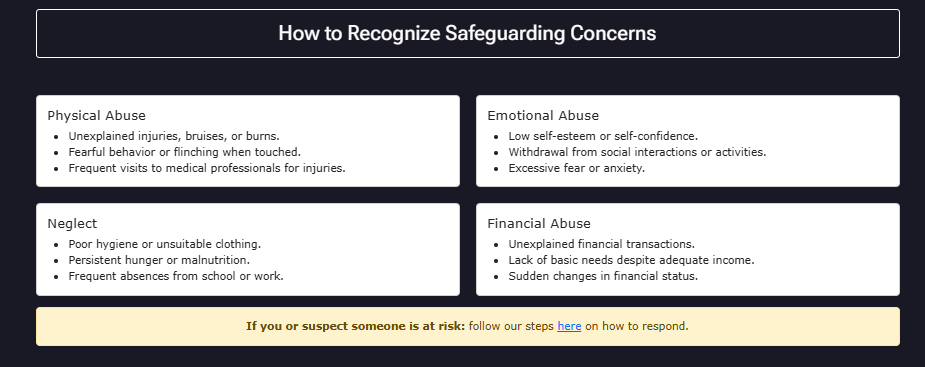 How to Recognize Safeguarding Concerns
Physical Abuse
• Unexplained injuries, bruises, or burns.
• Fearful behavior or flinching when touched.
• Frequent visits to medical professionals for injuries.
Emotional Abuse
• Low self-esteem or self-confidence.
• Withdrawal from social interactions or activities.
• Excessive fear or anxiety.
Neglect
• Poor hygiene or unsuitable clothing.
• Persistent hunger or malnutrition.
• Frequent absences from school or work.
Financial Abuse
• Unexplained financial transactions.
• Lack of basic needs despite adequate income.
• Sudden changes in financial status.
If you or suspect someone is at risk: follow our steps here on how to respond.